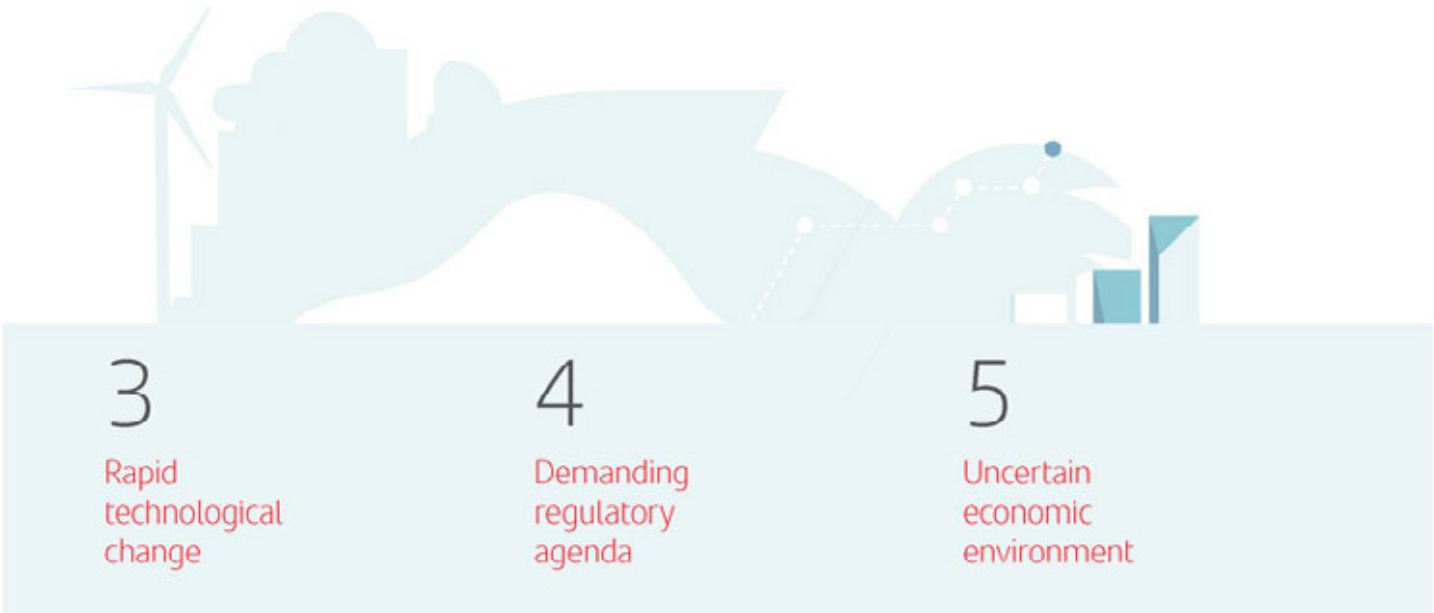 3
Rapid
technological
change
4
Demanding
regulatory
agenda
5
Uncertain
economic
environment